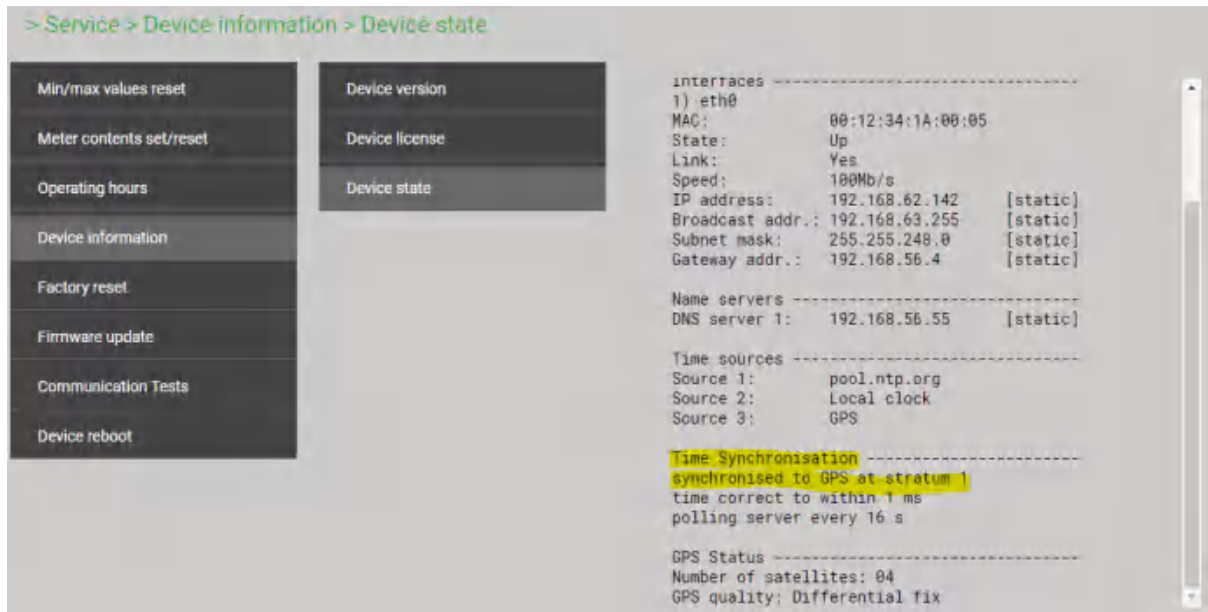 > Service > Device information > Device state
Min/max values reset
Meter contents set/reset
Operating hours
Device information
Factory reset
Firmware update
Communication Tests
Device reboot
Device version
Device license
Device state
Interfaces ----------------------------------
1) eth0
MAC: 00:12:34:1A:00:05
State: Up
Link: Yes
Speed: 100Mb/s
IP address: 192.168.62.142 [static]
Broadcast addr.: 192.168.63.255 [static]
Subnet mask: 255.255.248.0 [static]
Gateway addr.: 192.168.56.4 [static]
Name servers --------------------------------
DNS server 1: 192.168.56.55 [static]
Time sources --------------------------------
Source 1: pool.ntp.org
Source 2: Local clock
Source 3: GPS
Time Synchronisation ------------------------
synchronised to GPS at stratum 1
time correct to within 1 ms
polling server every 16 s
GPS Status ----------------------------------
Number of satellites: 04
GPS quality: Differential fix